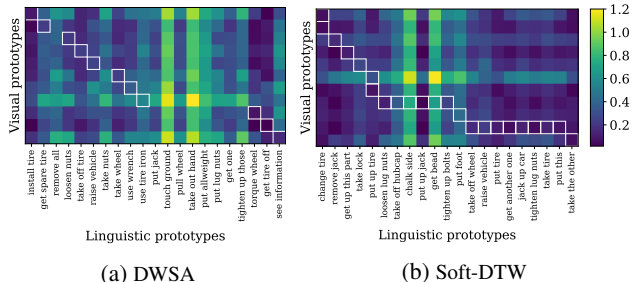 Visual prototypes
install tire
get spare tire
remove all
loosen nuts
take off tire
raise vehicle
take nuts
take wheel
use wrench
use tire iron
put jack
touch ground
pull wheel
take out hand
put allweight
put lug nuts
get one
tighten up those
torque wheel
get tire off
see information
Linguistic prototypes
(a) DWSA
Visual prototypes
change tire
remove jack
get up this part
take lock
put up tire
loosen lug nuts
take off hubcap
chalk side
put up jack
get beat
tighten up bolts
put foot
take off wheel
raise vehicle
put tire
get another one
jack up car
tighten lug nuts
take tire
put this
take the other
Linguistic prototypes
(b) Soft-DTW
1.2
1.0
0.8
0.6
0.4
0.2